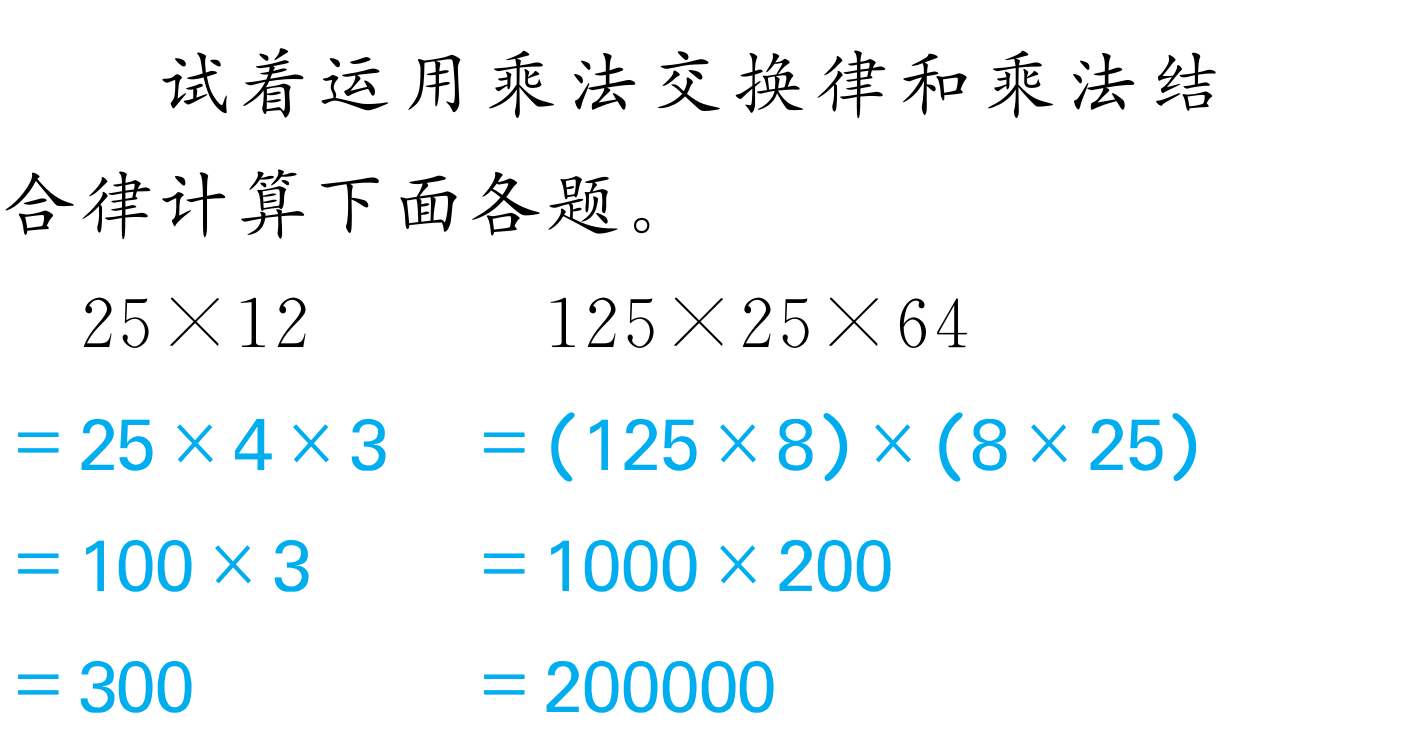 试着运用乘法交换律和乘法结
合律计算下面各题。
25×12 125×25×64
=25×4×3 =(125×8)×(8×25)
=100×3 =1000×200
=300 =200000